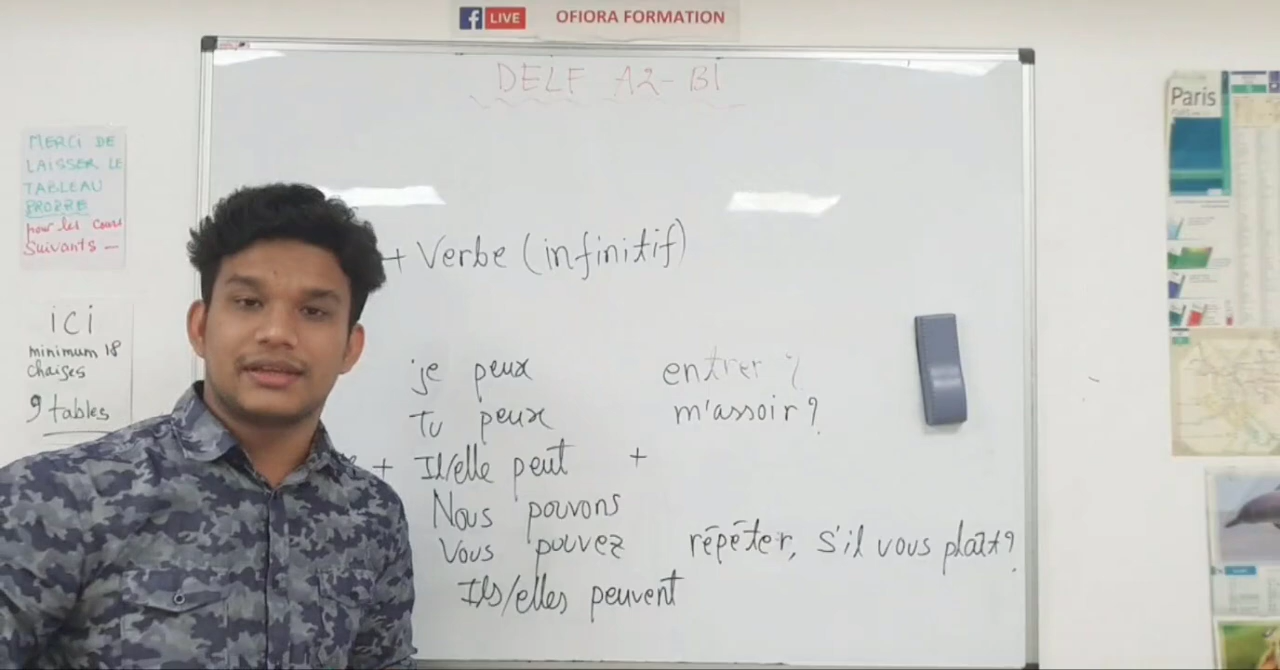 LIVE OFIORA FORMATION
DELF A2-B1
MERCI DE
LAISSER LE
TABLEAU
PROPRE
pour les cours
suivants -
ici
minimum 18
chaises
9 tables
+ Verbe (infinitif)
je peux entrer ?
Tu peux m'assoir ?
+ Il/elle peut +
Nous pouvons
Vous pouvez répéter, s'il vous plaît ?
Ils/elles peuvent
Paris